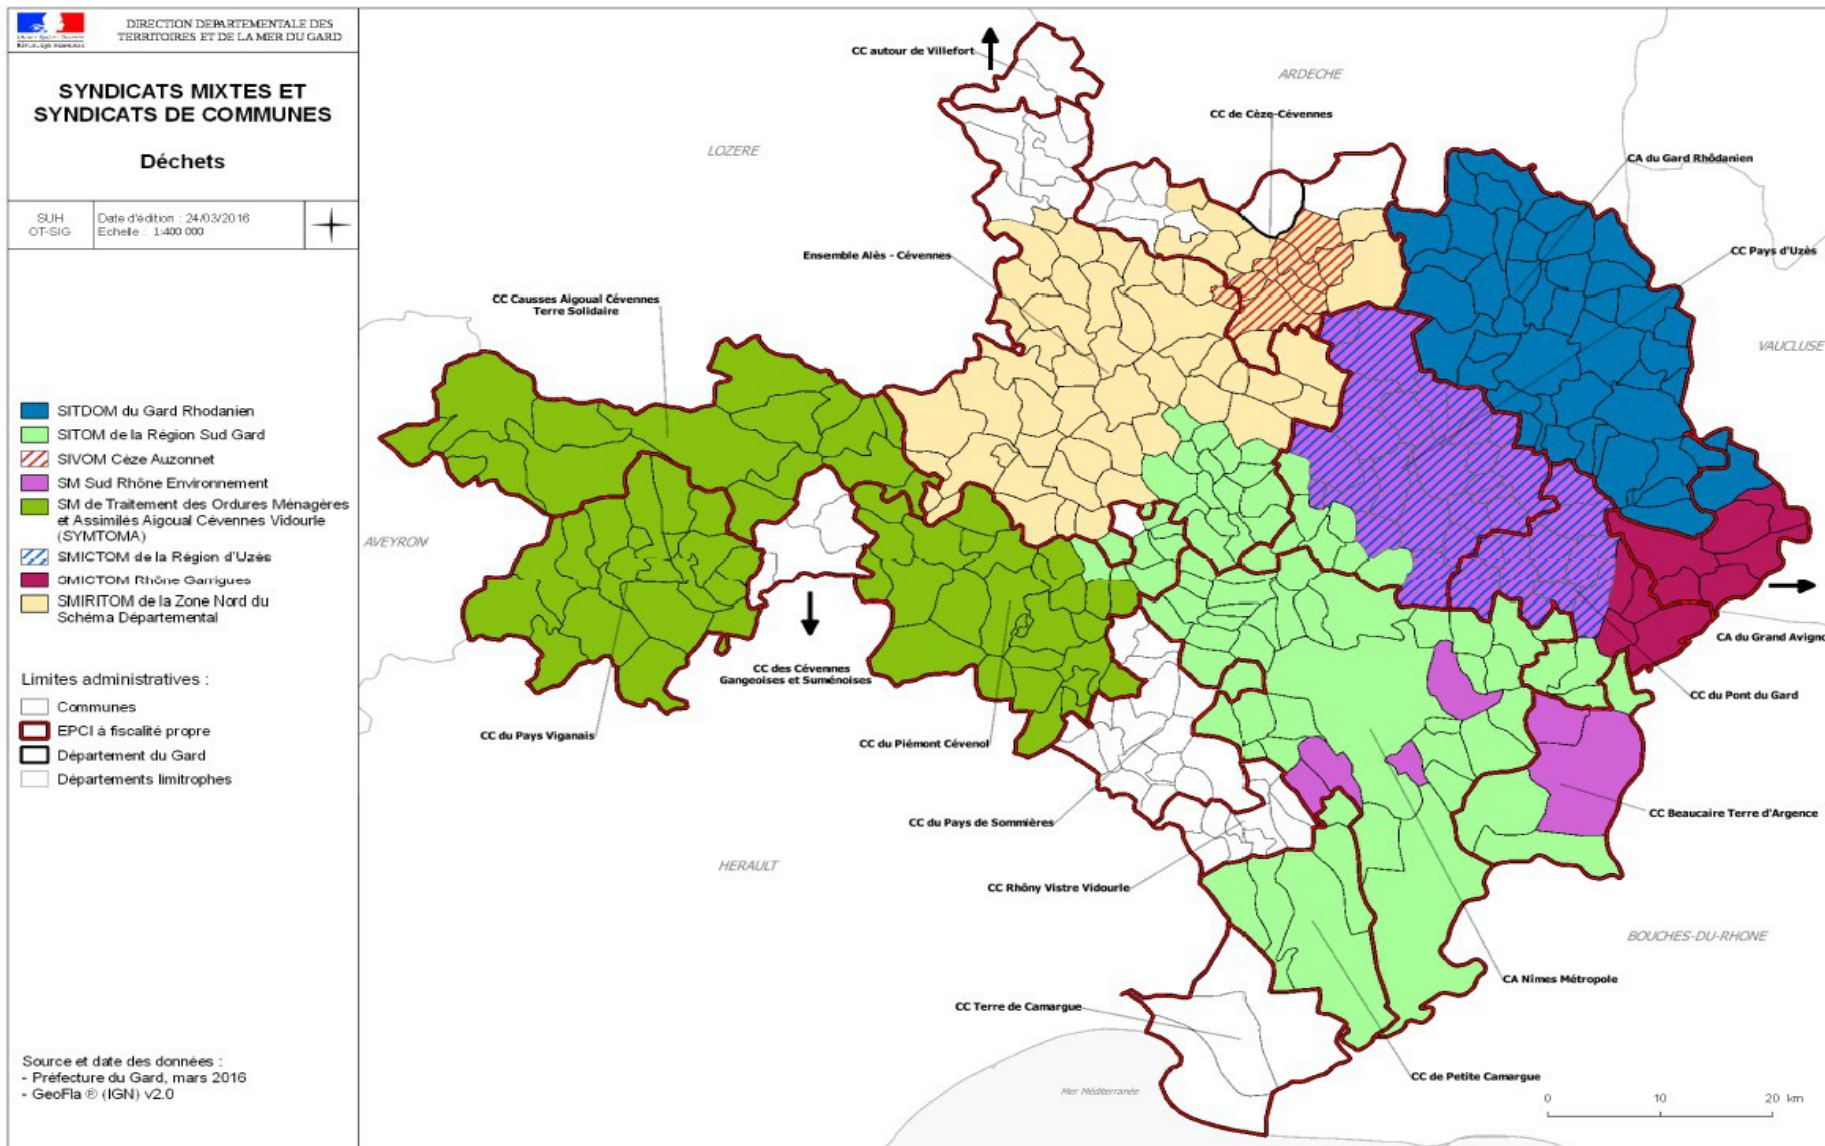 DIRECTION DEPARTEMENTALE DES
TERRITOIRES ET DE LA MER DU GARD
SYNDICATS MIXTES ET
SYNDICATS DE COMMUNES
Déchets
SUH
OT-SIG
Date d'édition : 24/03/2016
Echelle : 1:400 000
SITDOM du Gard Rhodanien
SITOM de la Région Sud Gard
SIVOM Cèze Auzonnet
SM Sud Rhône Environnement
SM de Traitement des Ordures Ménagères
et Assimilés Aigoual Cévennes Vidourle
(SYMTOMA)
SMICTOM de la Région d'Uzès
SMICTOM Rhône Garrigues
SMIRITOM de la Zone Nord du
Schéma Départemental
Limites administratives :
Communes
EPCI à fiscalité propre
Département du Gard
Départements limitrophes
Source et date des données :
- Préfecture du Gard, mars 2016
- GeoFla ® (IGN) v2.0
CC autour de Villefort
ARDECHE
CC de Cèze-Cévennes
LOZERE
CA du Gard Rhôdanien
CC Pays d'Uzès
Ensemble Alès - Cévennes
CC Causses Aigoual Cévennes
Terre Solidaire
VAUCLUSE
AVEYRON
CA du Grand Avigno
CC des Cévennes
Gangeoises et Suménoises
CC du Pont du Gard
CC du Pays Viganais
CC du Piémont Cévenol
CC du Pays de Sommières
CC Beaucaire Terre d'Argence
HERAULT
CC Rhôny Vistre Vidourle
BOUCHES-DU-RHONE
CA Nîmes Métropole
CC Terre de Camargue
CC de Petite Camargue
Mer Méditerranée
0 10 20 km